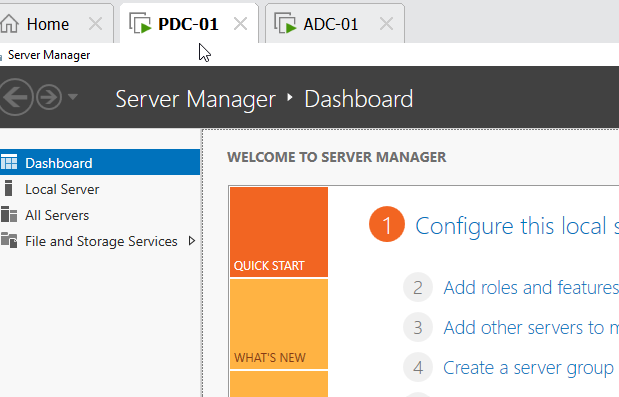 Home
PDC-01
ADC-01
Server Manager
Server Manager ‣ Dashboard
Dashboard
Local Server
All Servers
File and Storage Services
WELCOME TO SERVER MANAGER
QUICK START
WHAT'S NEW
1 Configure this local s
2 Add roles and features
3 Add other servers to m
4 Create a server group